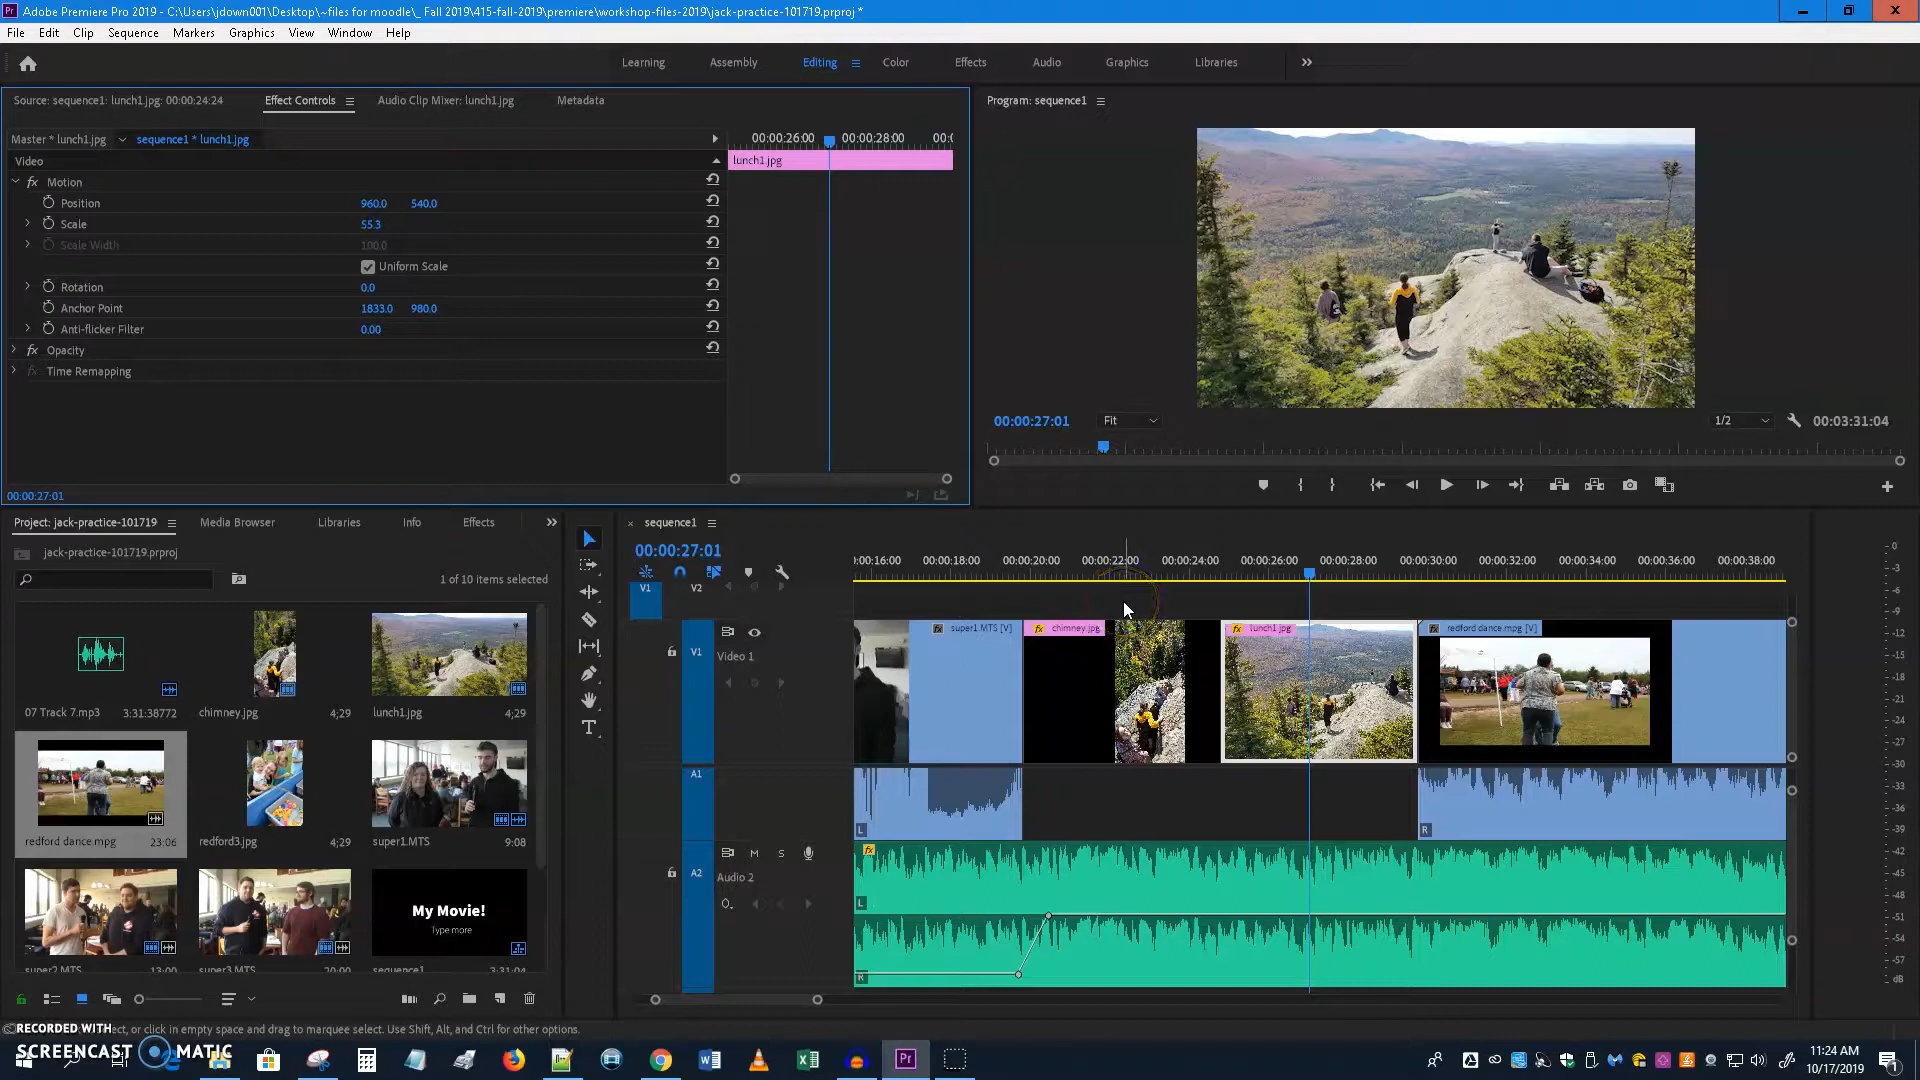 Adobe Premiere Pro 2019 - C:\Users\jdown001\Desktop\~files for moodle\_ Fall 2019\415-fall-2019\premiere\workshop-files-2019\jack-practice-101719.prproj *
File Edit Clip Sequence Markers Graphics View Window Help
Learning Assembly Editing Color Effects Audio Graphics Libraries
Source: sequence1: lunch1.jpg: 00:00:24:24 Effect Controls Audio Clip Mixer: lunch1.jpg Metadata
Program: sequence1
Master * lunch1.jpg sequence1 * lunch1.jpg
00:00:26:00 00:00:28:00 00:(
Video
lunch1.jpg
fx Motion
Position 960.0 540.0
Scale 55.3
Scale Width 100.0
Uniform Scale
Rotation 0.0
Anchor Point 1833.0 980.0
Anti-flicker Filter 0.00
fx Opacity
fx Time Remapping
00:00:27:01 Fit 1/2 00:03:31:04
00:00:27:01
Project: jack-practice-101719 Media Browser Libraries Info Effects
jack-practice-101719.prproj
1 of 10 items selected
07 Track 7.mp3 3:31:38772
chimney.jpg 4;29
lunch1.jpg 4;29
redford dance.mpg 23:06
redford3.jpg 4;29
super1.MTS 9:08
My Movie!
Type more
super2.MTS 13:00
super3.MTS 20:00
sequence1 3:31:04
sequence1
00:00:27:01
):00:16:00 00:00:18:00 00:00:20:00 00:00:22:00 00:00:24:00 00:00:26:00 00:00:28:00 00:00:30:00 00:00:32:00 00:00:34:00 00:00:36:00 00:00:38:00
V1 V2
fx super1.MTS [V] fx chimney.jpg fx lunch1.jpg fx redford dance.mpg [V]
V1 Video 1
A1
L R
M S
A2 Audio 2
fx
L
R
0
-3
-6
-9
-12
-15
-18
-21
-24
-27
-30
-33
-36
-39
-42
-45
-48
-51
-54
-57
dB
RECORDED WITH
SCREENCAST MATIC
ect, or click in empty space and drag to marquee select. Use Shift, Alt, and Ctrl for other options.
11:24 AM
10/17/2019